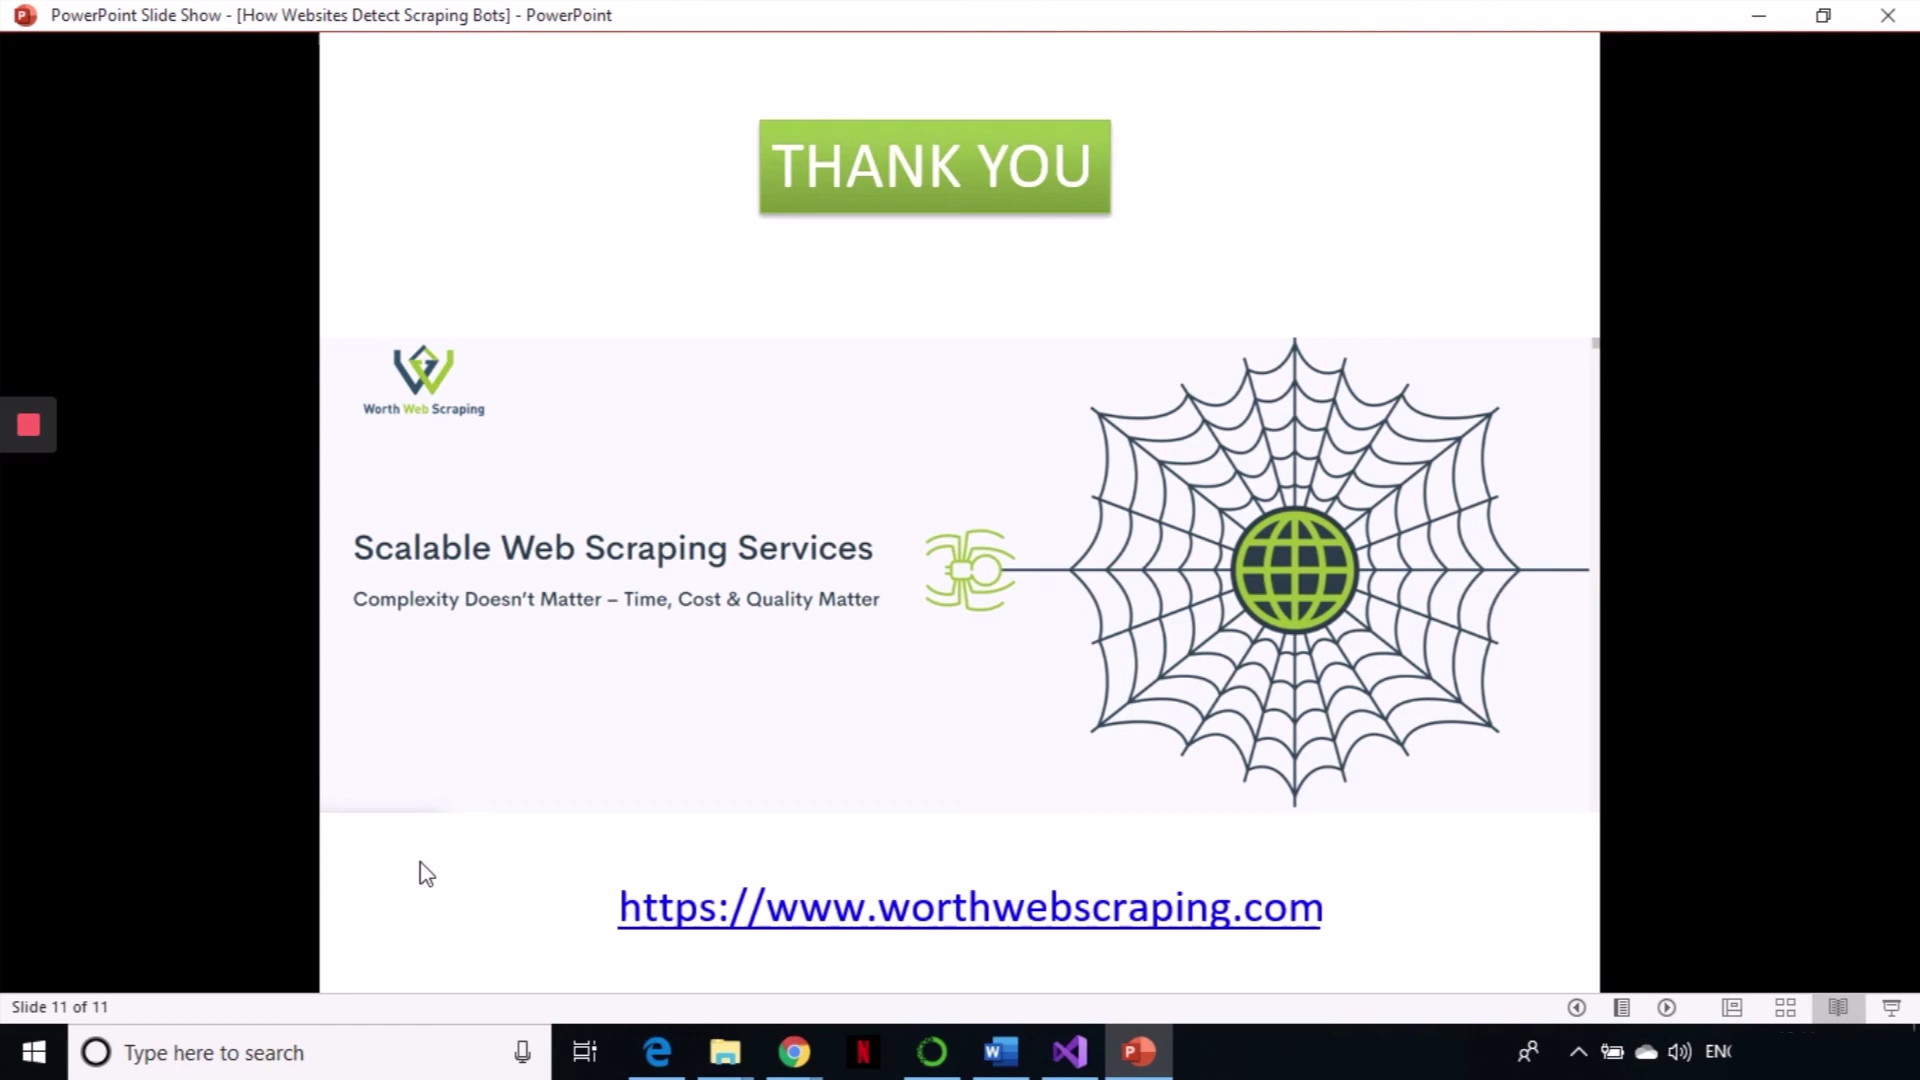 PowerPoint Slide Show - [How Websites Detect Scraping Bots] - PowerPoint
THANK YOU
Worth Web Scraping
Scalable Web Scraping Services
Complexity Doesn't Matter – Time, Cost & Quality Matter
https://www.worthwebscraping.com
Slide 11 of 11
Type here to search